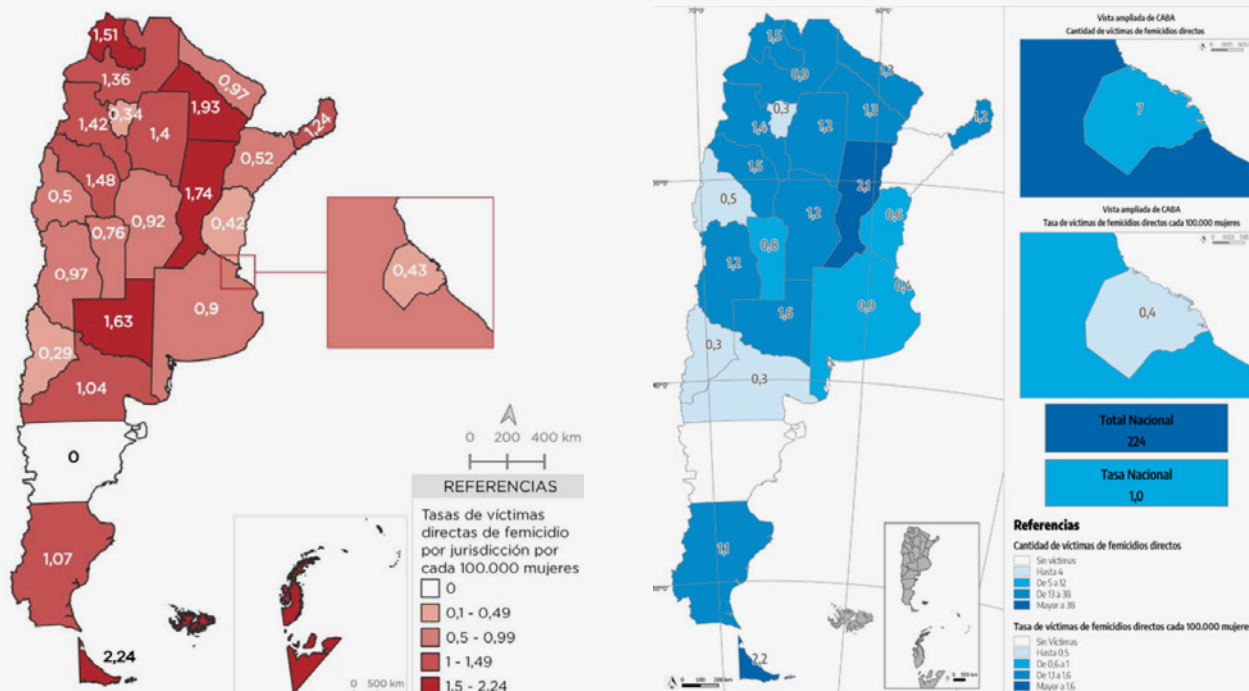 1,51
1,36
0,97
1,93
0,34
1,42
1,4
1,24
0,52
1,48
1,74
0,5
0,92
0,42
0,76
0,97
0,43
0,9
1,63
0,29
1,04
0
1,07
2,24
0 200 400 km
REFERENCIAS
Tasas de víctimas
directas de femicidio
por jurisdicción por
cada 100.000 mujeres
0
0,1 - 0,49
0,5 - 0,99
1 - 1,49
1,5 - 2,24
0 500 km
70°0'
60°0'
1,5
0,9
1,3
0,3
1,4
1,2
1,2
1,5
2,1
0,5
1,2
0,6
0,8
1,2
0,4
0,9
1,6
0,3
0,3
1,1
2,2
0 100 200 km
Vista ampliada de CABA
Cantidad de víctimas de femicidios directos
7
Vista ampliada de CABA
Tasa de víctimas de femicidios directos cada 100.000 mujeres
0,4
Total Nacional
224
Tasa Nacional
1,0
Referencias
Cantidad de víctimas de femicidios directos
Sin víctimas
Hasta 4
De 5 a 12
De 13 a 38
Mayor a 38
Tasa de víctimas de femicidios directos cada 100.000 mujeres
Sin Víctimas
Hasta 0,5
De 0,6 a 1
De 1,1 a 1,6
Mayor a 1,6